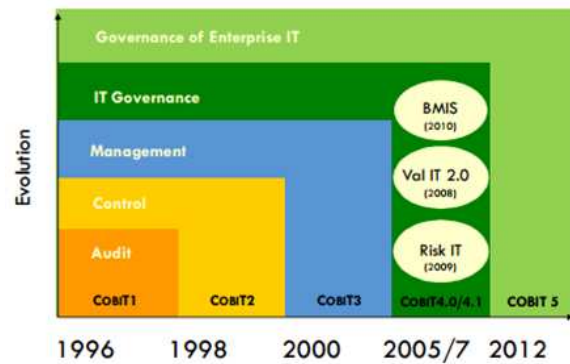 Governance of Enterprise IT
IT Governance
BMIS
(2010)
Management
Val IT 2.0
(2008)
Control
Audit
Risk IT
(2009)
COBIT1
COBIT2
COBIT3
COBIT4.0/4.1
COBIT 5
1996
1998
2000
2005/7
2012
Evolution